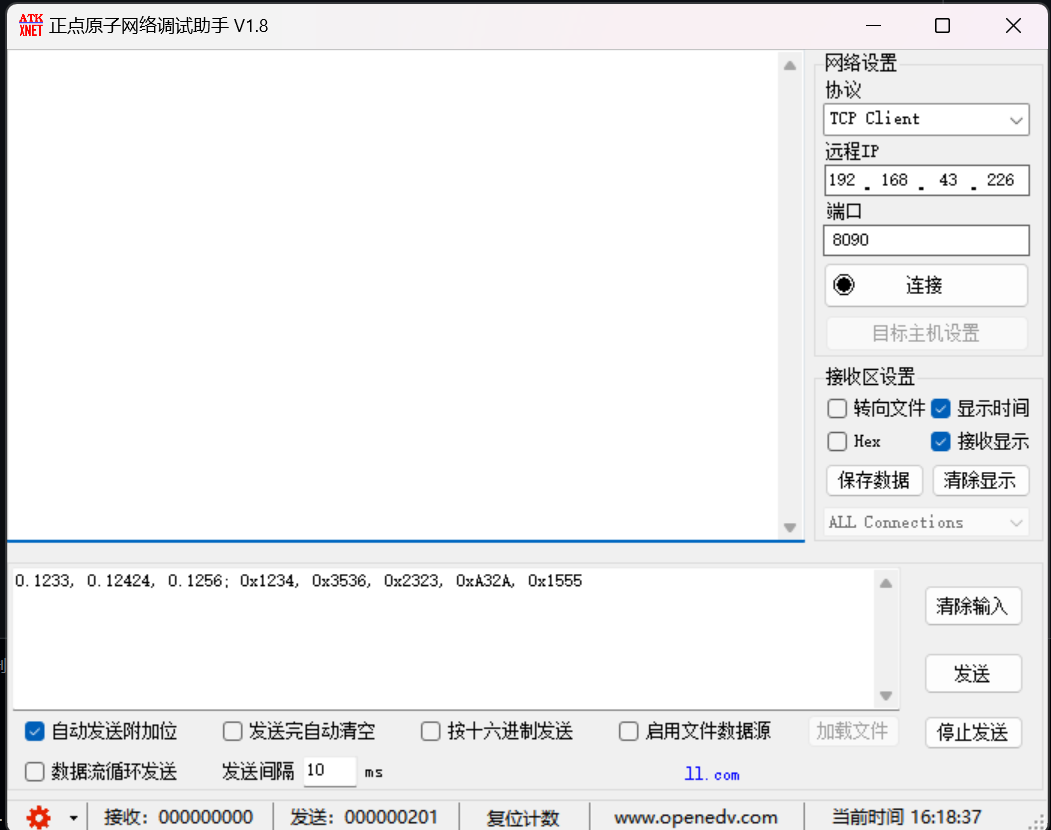 ATK XNET 正点原子网络调试助手 V1.8
网络设置
协议
TCP Client
远程IP
192 . 168 . 43 . 226
端口
8090
连接
目标主机设置
接收区设置
转向文件 显示时间
Hex 接收显示
保存数据 清除显示
ALL Connections
0.1233, 0.12424, 0.1256; 0x1234, 0x3536, 0x2323, 0xA32A, 0x1555
清除输入
发送
自动发送附加位 发送完自动清空 按十六进制发送 启用文件数据源 加载文件 停止发送
数据流循环发送 发送间隔 10 ms ll.com
接收：000000000 发送：000000201 复位计数 www.openedv.com 当前时间 16:18:37